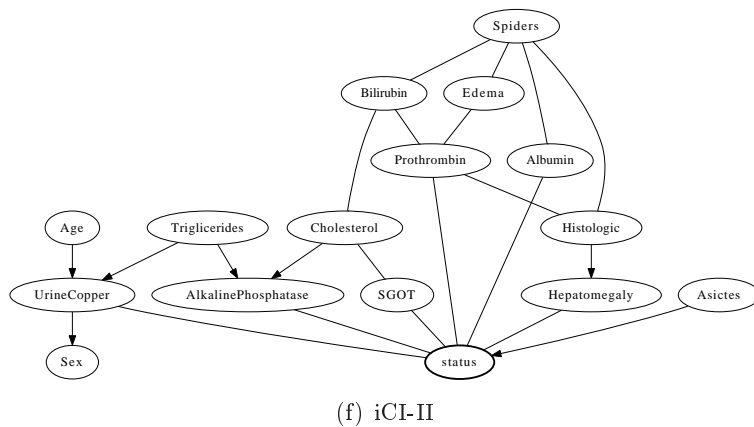 Spiders
Bilirubin Edema
Prothrombin Albumin
Age Triglicerides Cholesterol Histologic
UrineCopper AlkalinePhosphatase SGOT Hepatomegaly Asictes
Sex status
(f) iCI-II